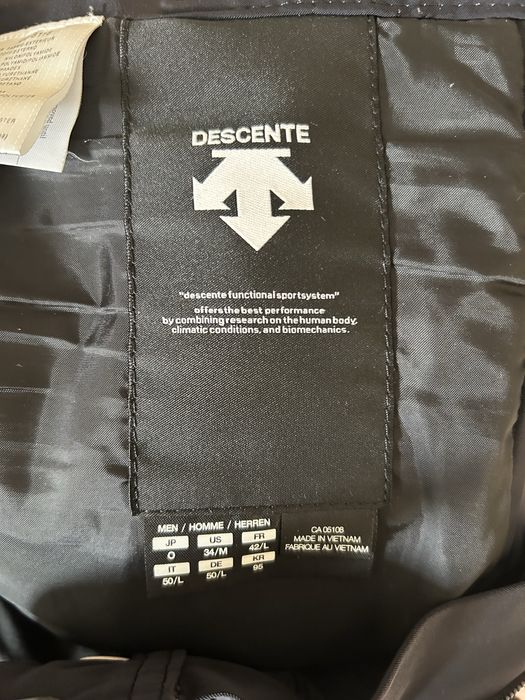 DESCENTE
"descente functional sportsystem"
offers the best performance
by combining research on the human body,
climatic conditions, and biomechanics.
MEN / HOMME / HERREN
JP US FR
O 34/M 42/L
IT DE KR
50/L 50/L 95
CA 05108
MADE IN VIETNAM
FABRIQUE AU VIETNAM